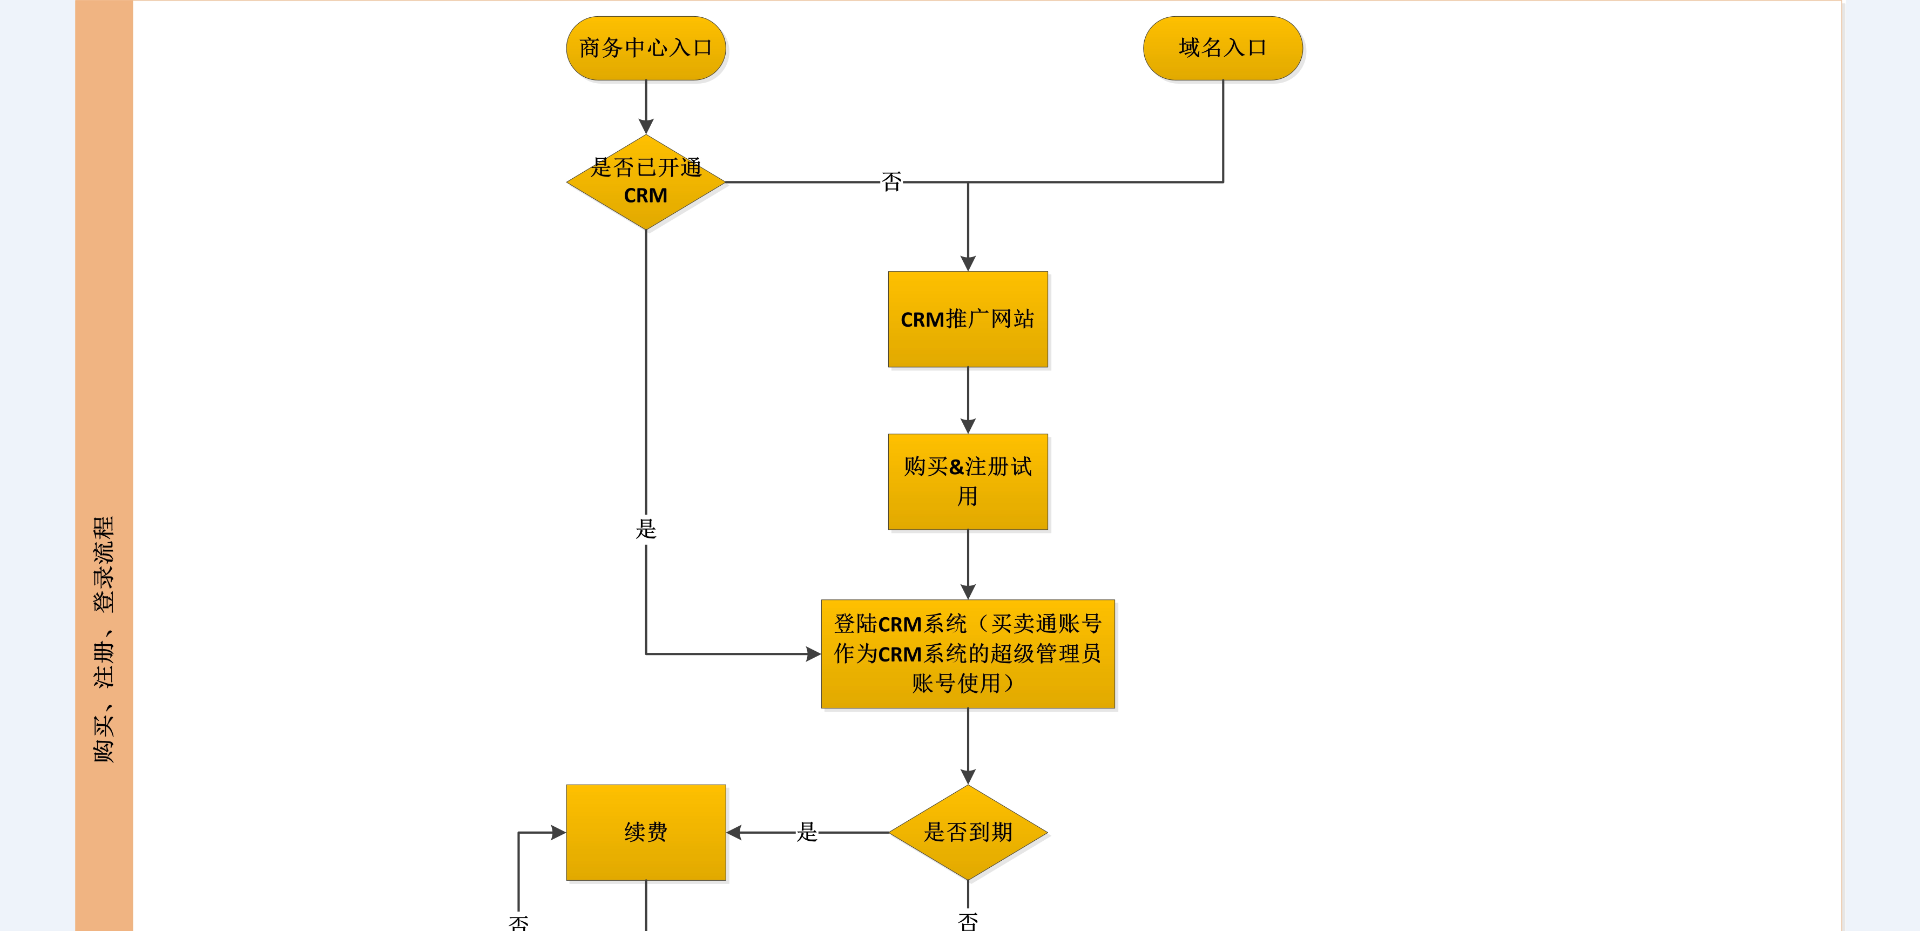 商务中心入口
域名入口
是否已开通
CRM
否
CRM推广网站
购买&注册试
用
是
登陆CRM系统（买卖通账号
作为CRM系统的超级管理员
账号使用）
购买、注册、登录流程
续费
是
是否到期
否
否